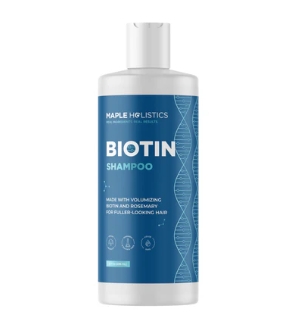 MAPLE HOLISTICS
BIOTIN
SHAMPOO
MADE WITH VOLUMIZING
BIOTIN AND ROSEMARY
FOR FULLER-LOOKING HAIR